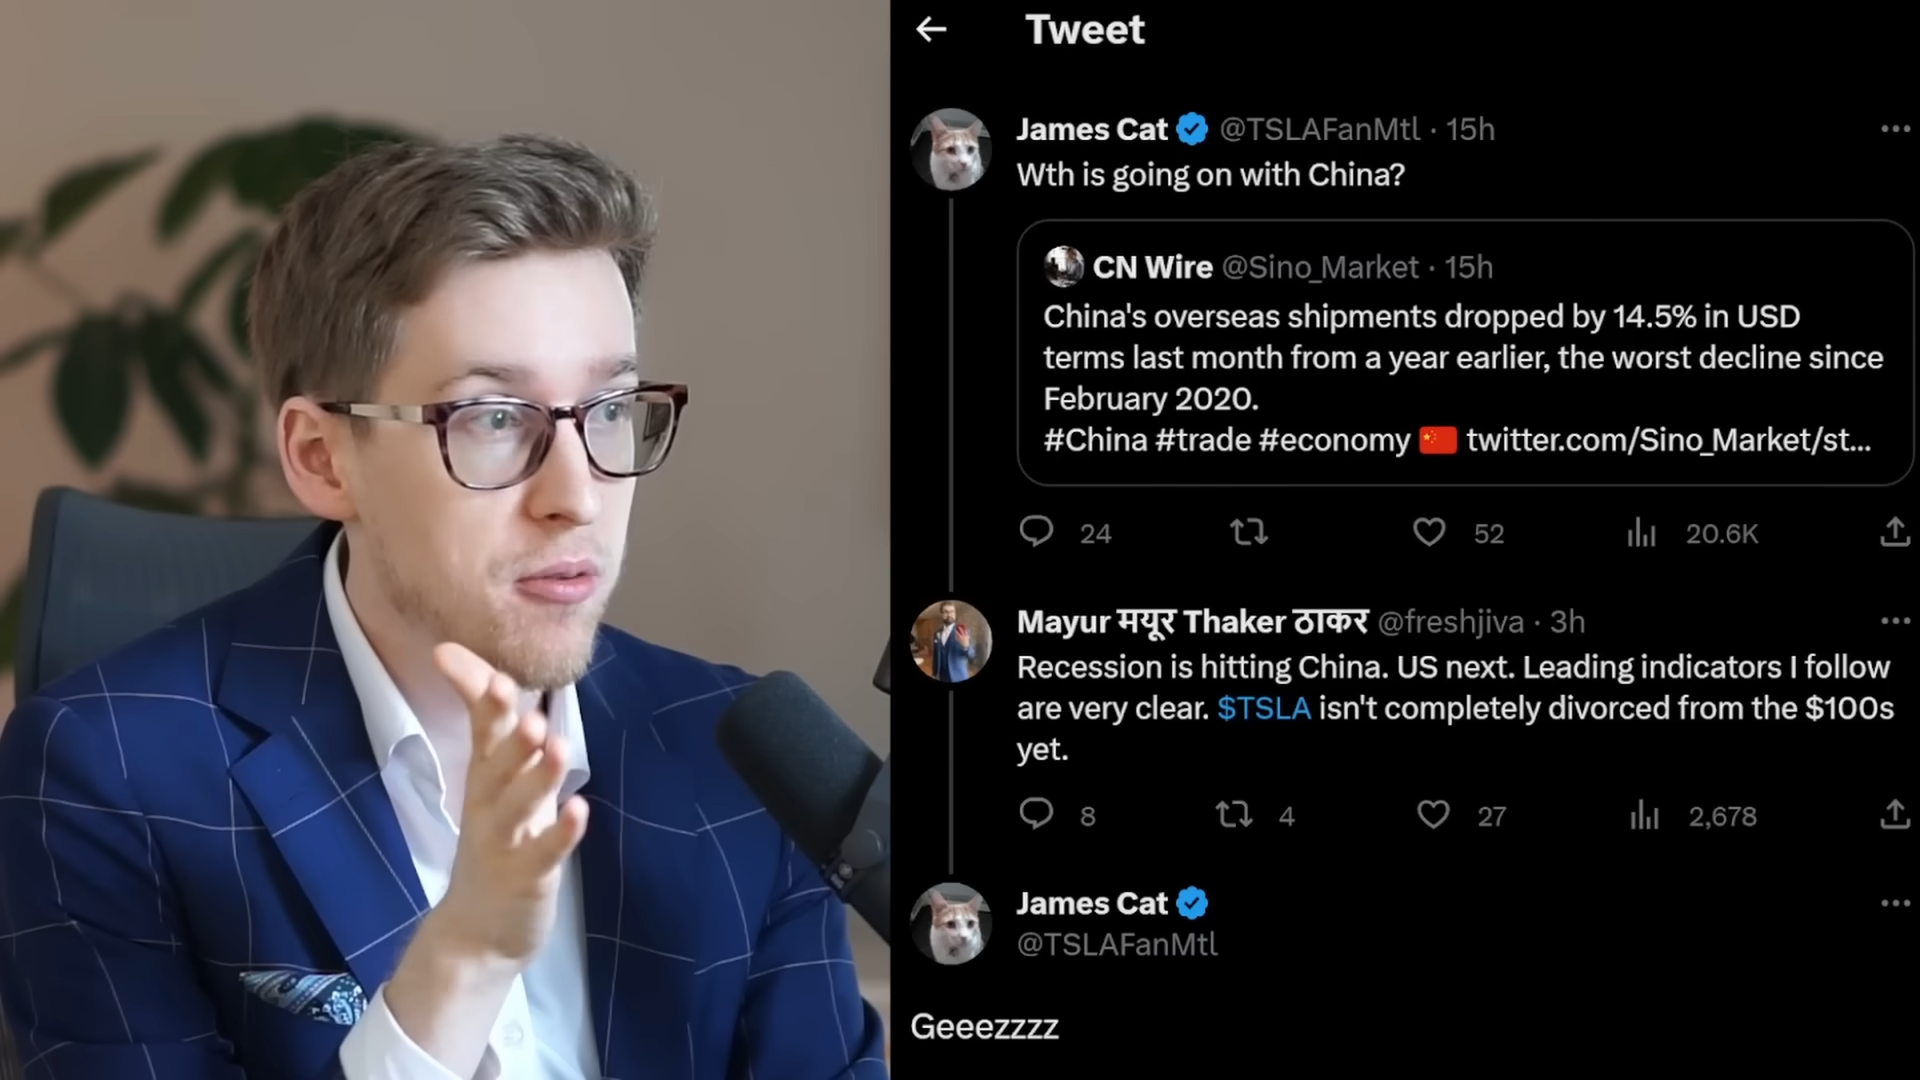 Tweet
James Cat @TSLAFanMtl · 15h
Wth is going on with China?
CN Wire @Sino_Market · 15h
China's overseas shipments dropped by 14.5% in USD
terms last month from a year earlier, the worst decline since
February 2020.
#China #trade #economy 🇨🇳 twitter.com/Sino_Market/st...
24 52 20.6K
Mayur मयूर Thaker ठाकर @freshjiva · 3h
Recession is hitting China. US next. Leading indicators I follow
are very clear. $TSLA isn't completely divorced from the $100s
yet.
8 4 27 2,678
James Cat
@TSLAFanMtl
Geeezzzz